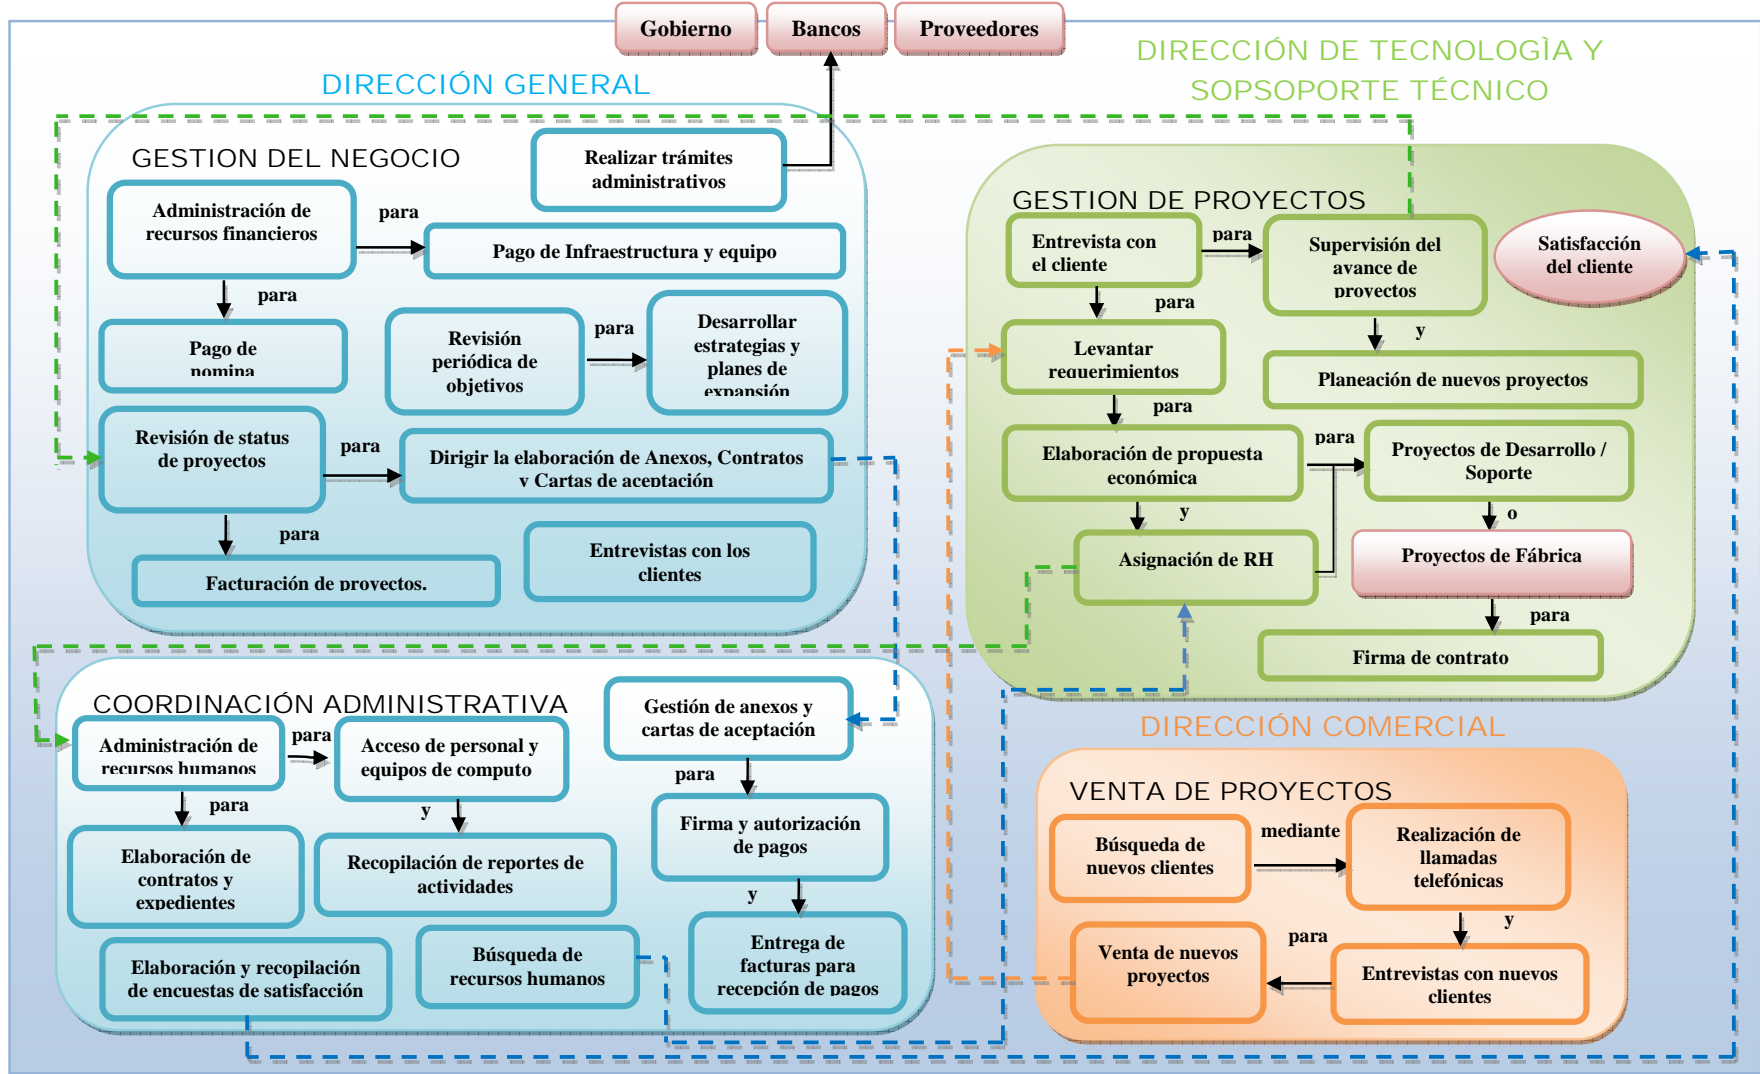 Gobierno
Bancos
Proveedores
DIRECCIÓN GENERAL
DIRECCIÓN DE TECNOLOGÌA Y
SOPSOPORTE TÉCNICO
GESTION DEL NEGOCIO
Realizar trámites
administrativos
Administración de
recursos financieros
para
Pago de Infraestructura y equipo
para
Pago de
nomina
Revisión
periódica de
objetivos
para
Desarrollar
estrategias y
planes de
expansión
Revisión de status
de proyectos
para
Dirigir la elaboración de Anexos, Contratos
y Cartas de aceptación
para
Facturación de proyectos.
Entrevistas con los
clientes
GESTION DE PROYECTOS
Entrevista con
el cliente
para
Supervisión del
avance de
proyectos
Satisfacción
del cliente
para
y
Levantar
requerimientos
Planeación de nuevos proyectos
para
Elaboración de propuesta
económica
para
Proyectos de Desarrollo /
Soporte
y
o
Asignación de RH
Proyectos de Fábrica
para
Firma de contrato
COORDINACIÓN ADMINISTRATIVA
Administración de
recursos humanos
para
Acceso de personal y
equipos de computo
Gestión de anexos y
cartas de aceptación
para
y
para
Elaboración de
contratos y
expedientes
Recopilación de reportes de
actividades
Firma y autorización
de pagos
y
Elaboración y recopilación
de encuestas de satisfacción
Búsqueda de
recursos humanos
Entrega de
facturas para
recepción de pagos
DIRECCIÓN COMERCIAL
VENTA DE PROYECTOS
Búsqueda de
nuevos clientes
mediante
Realización de
llamadas
telefónicas
y
Venta de nuevos
proyectos
para
Entrevistas con nuevos
clientes